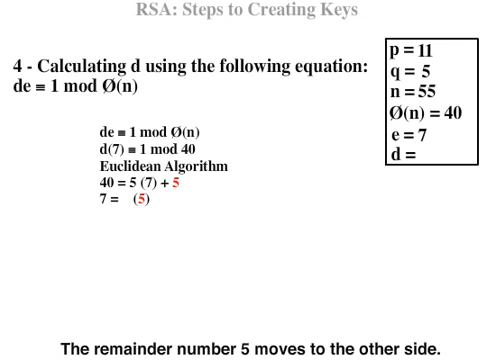 RSA: Steps to Creating Keys
4 - Calculating d using the following equation:
de ≡ 1 mod Ø(n)
p = 11
q = 5
n = 55
Ø(n) = 40
e = 7
d =
de ≡ 1 mod Ø(n)
d(7) ≡ 1 mod 40
Euclidean Algorithm
40 = 5 (7) + 5
7 = (5)
The remainder number 5 moves to the other side.